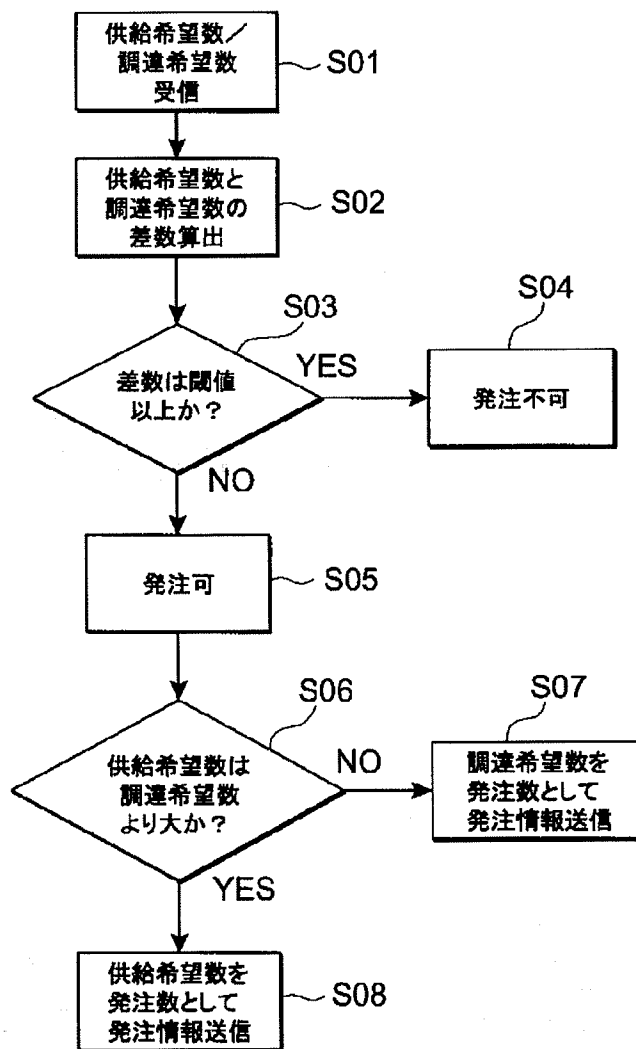 供給希望数／
調達希望数
受信
S01
供給希望数と
調達希望数の
差数算出
S02
S03
差数は閾値
以上か？
YES
S04
発注不可
NO
発注可
S05
S06
供給希望数は
調達希望数
より大か？
NO
S07
調達希望数を
発注数として
発注情報送信
YES
供給希望数を
発注数として
発注情報送信
S08